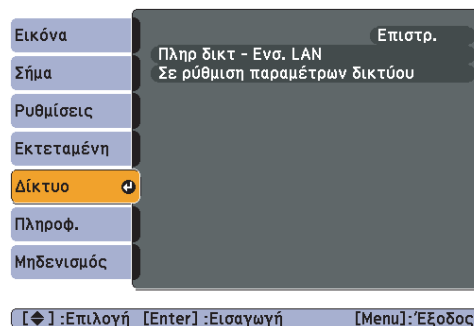 Εικόνα
Σήμα
Ρυθμίσεις
Εκτεταμένη
Δίκτυο
Πληροφ.
Μηδενισμός
Επιστρ.
Πληρ δικτ - Ενσ. LAN
Σε ρύθμιση παραμέτρων δικτύου
[ ] :Επιλογή [Enter] :Εισαγωγή [Menu]:Έξοδος